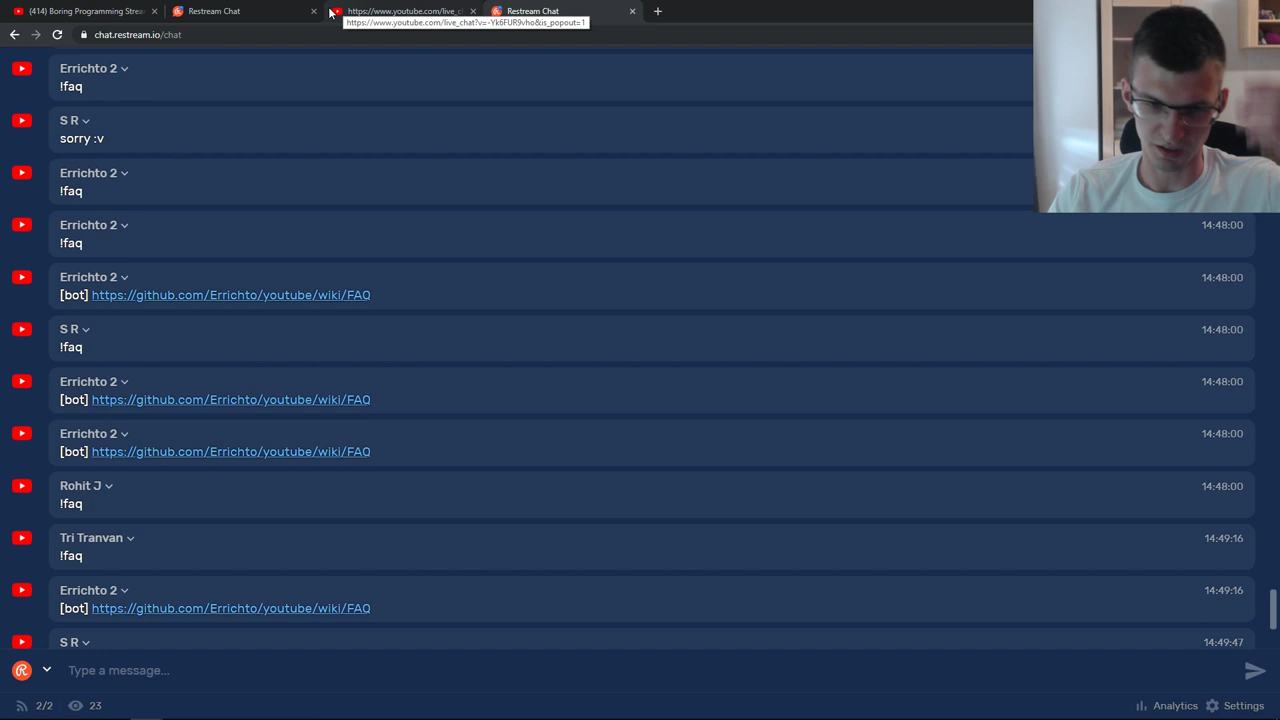 (414) Boring Programming Strea
Restream Chat
https://www.youtube.com/live_c
Restream Chat
https://www.youtube.com/live_chat?v=-Yk6FUR9vho&is_popout=1
chat.restream.io/chat
Errichto 2
!faq
S R
sorry :v
Errichto 2
!faq
Errichto 2
14:48:00
!faq
Errichto 2
14:48:00
[bot] https://github.com/Errichto/youtube/wiki/FAQ
S R
14:48:00
!faq
Errichto 2
14:48:00
[bot] https://github.com/Errichto/youtube/wiki/FAQ
Errichto 2
14:48:00
[bot] https://github.com/Errichto/youtube/wiki/FAQ
Rohit J
14:48:00
!faq
Tri Tranvan
14:49:16
!faq
Errichto 2
14:49:16
[bot] https://github.com/Errichto/youtube/wiki/FAQ
S R
14:49:47
Type a message...
2/2
23
Analytics
Settings